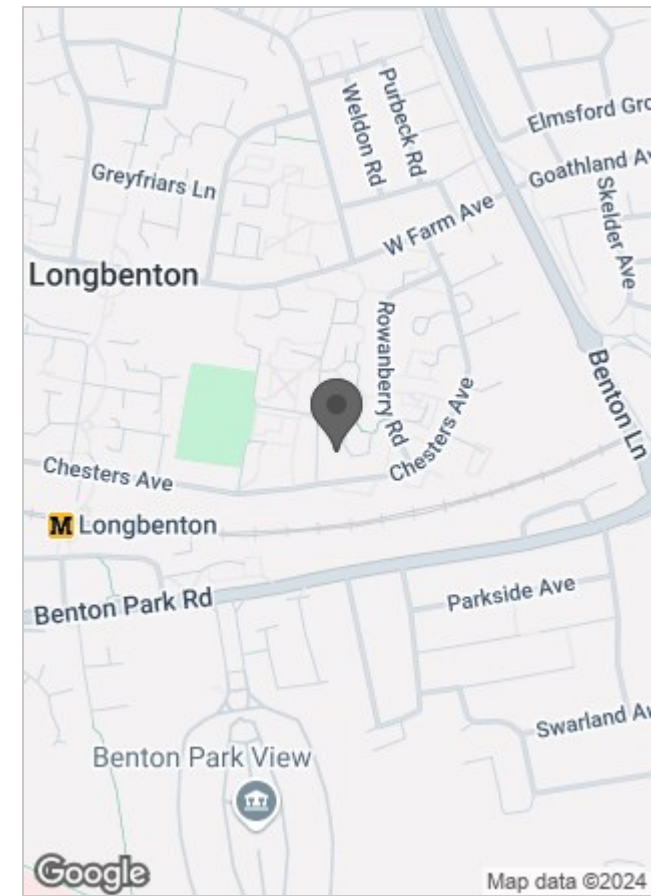 Purbeck Rd
Weldon Rd
Elmsford Gro
Goathland Av
Greyfriars Ln
Skelder Ave
W Farm Ave
Longbenton
Rowanberry Rd
Benton Ln
Chesters Ave
Chesters Ave
M Longbenton
Benton Park Rd
Parkside Ave
Swarland Av
Benton Park View
Google
Map data ©2024